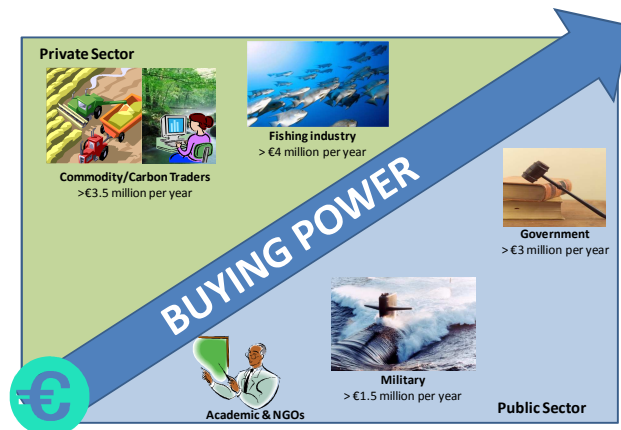 Private Sector
Fishing industry
> €4 million per year
Commodity/Carbon Traders
>€3.5 million per year
BUYING POWER
Government
> €3 million per year
Military
> €1.5 million per year
Academic & NGOs
Public Sector
€